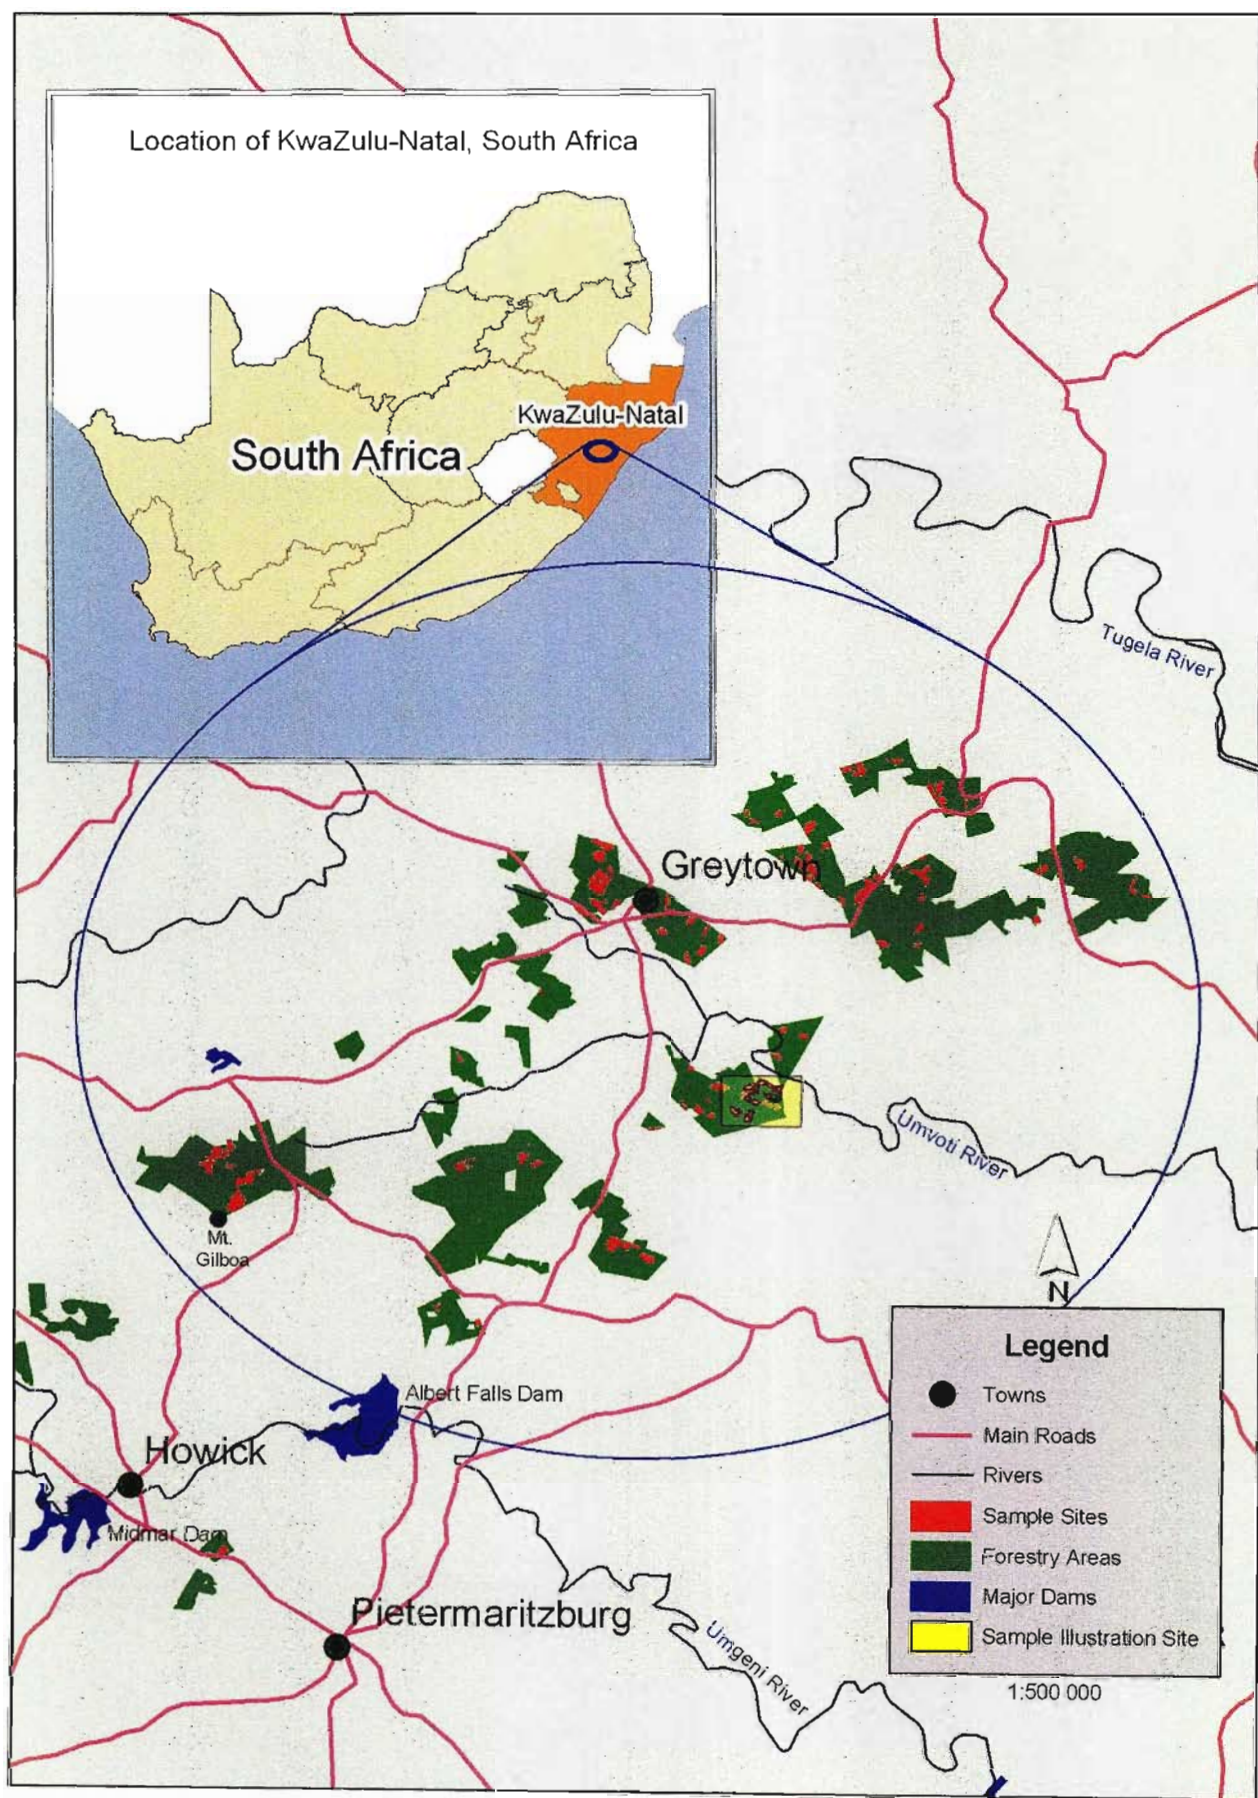 Location of KwaZulu-Natal, South Africa
KwaZulu-Natal
South Africa
Tugela River
Greytown
Umvoti River
Mt.
Gilboa
N
Albert Falls Dam
Howick
Midmar Dam
Pietermaritzburg
Umgeni River
Legend
Towns
Main Roads
Rivers
Sample Sites
Forestry Areas
Major Dams
Sample Illustration Site
1:500 000